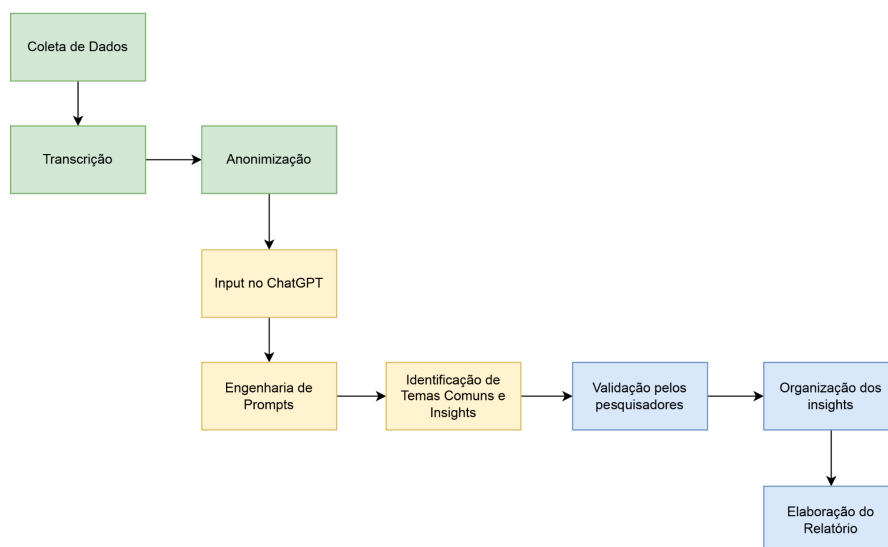 Coleta de Dados
Transcrição
Anonimização
Input no ChatGPT
Engenharia de
Prompts
Identificação de
Temas Comuns e
Insights
Validação pelos
pesquisadores
Organização dos
insights
Elaboração do
Relatório